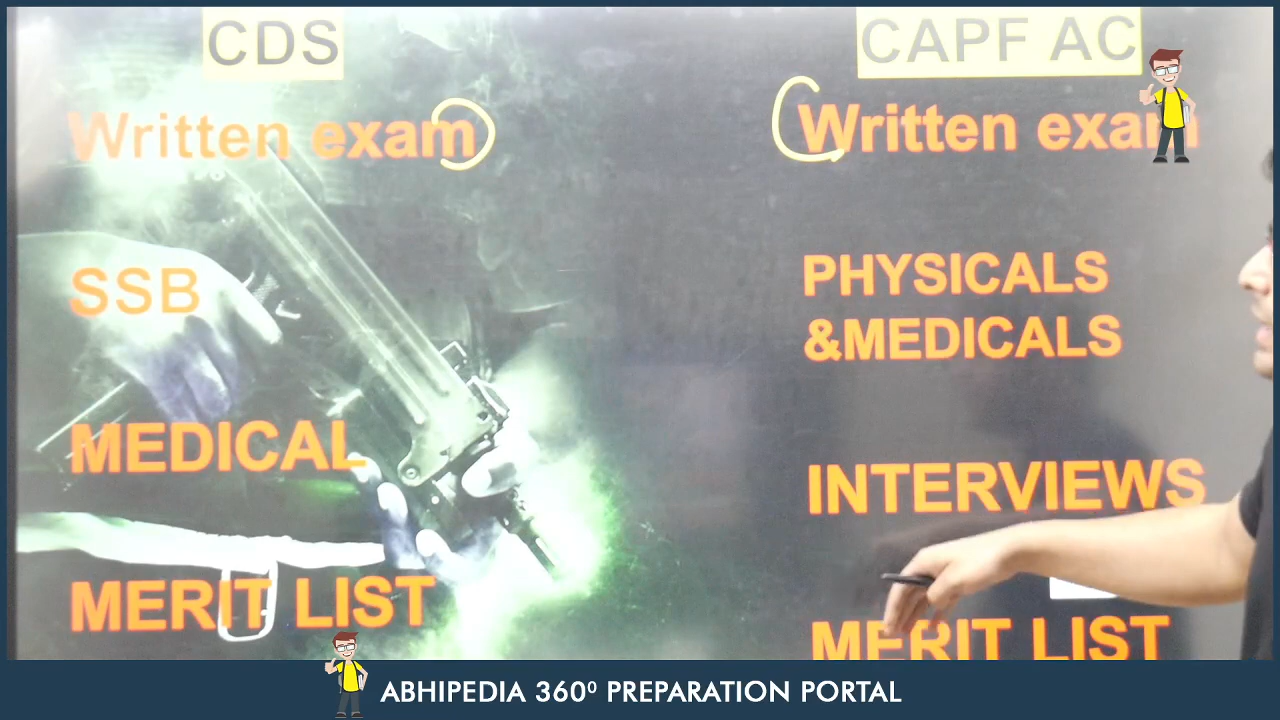 CDS
Written exam
SSB
MEDICAL
MERIT LIST
CAPF AC
Written exam
PHYSICALS
&MEDICALS
INTERVIEWS
MERIT LIST
ABHIPEDIA 360⁰ PREPARATION PORTAL